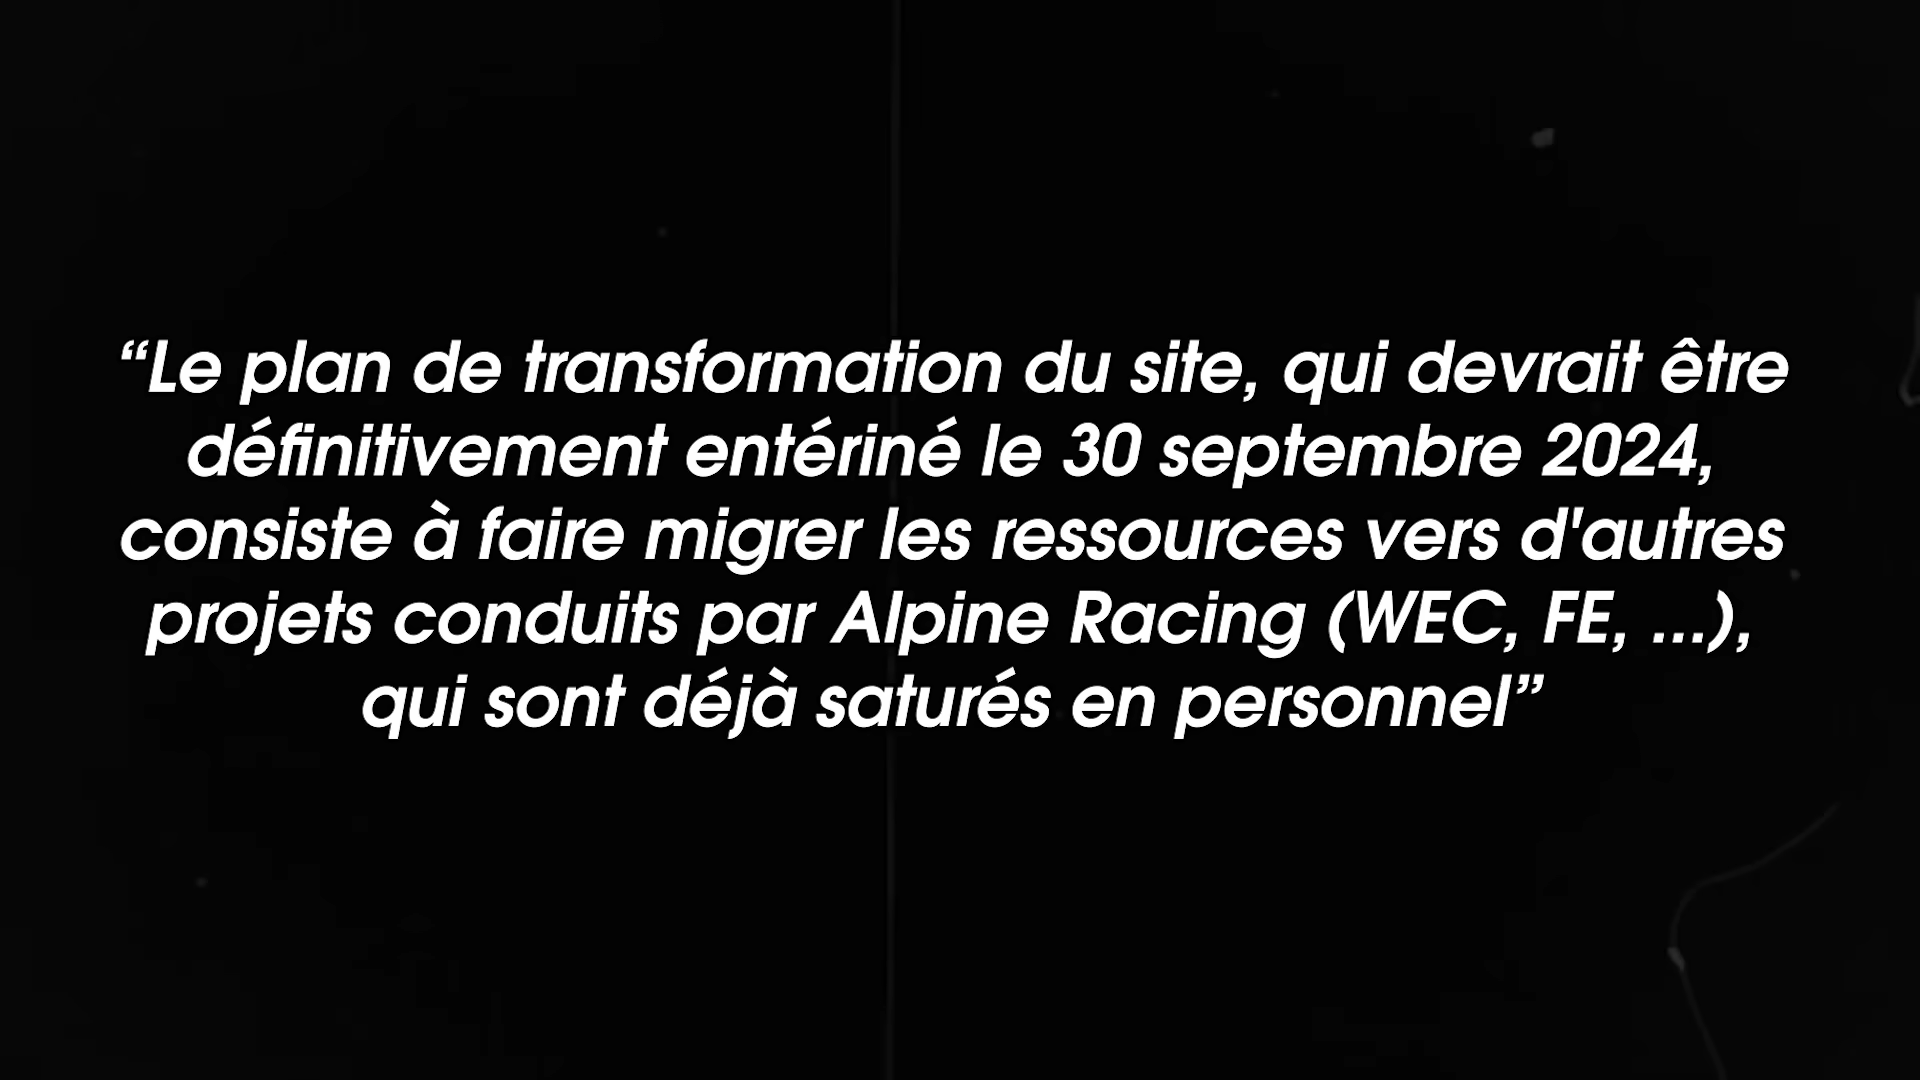 “Le plan de transformation du site, qui devrait être
définitivement entériné le 30 septembre 2024,
consiste à faire migrer les ressources vers d'autres
projets conduits par Alpine Racing (WEC, FE, ...),
qui sont déjà saturés en personnel”